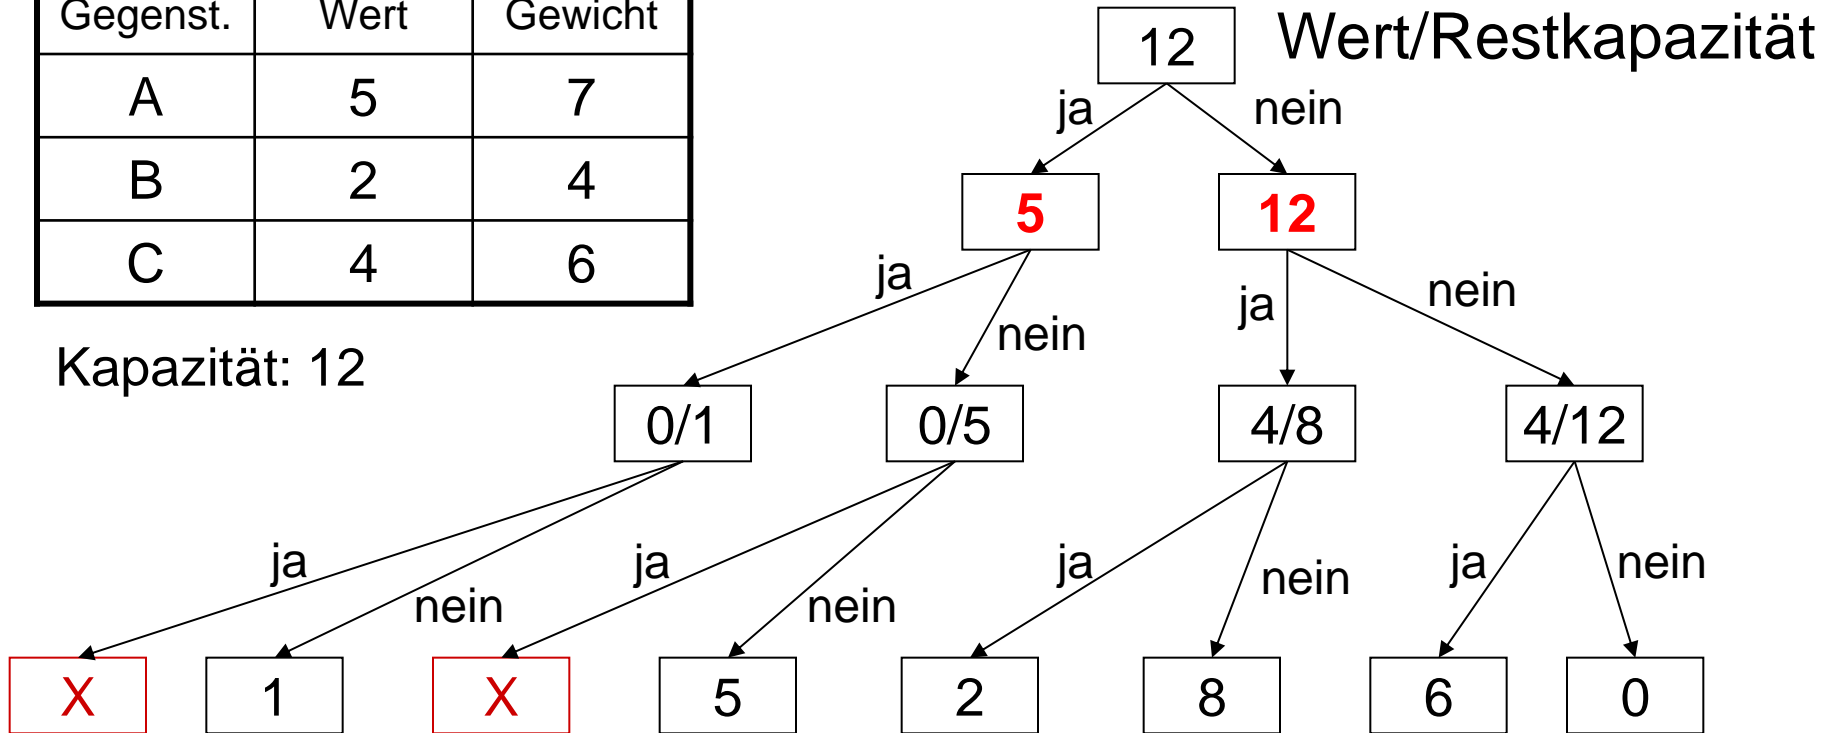 Gegenst. Wert Gewicht
A 5 7
B 2 4
C 4 6
Kapazität: 12
Wert/Restkapazität
12
ja nein
5 12
ja nein ja nein
0/1 0/5 4/8 4/12
ja nein ja nein ja nein ja nein
X 1 X 5 2 8 6 0